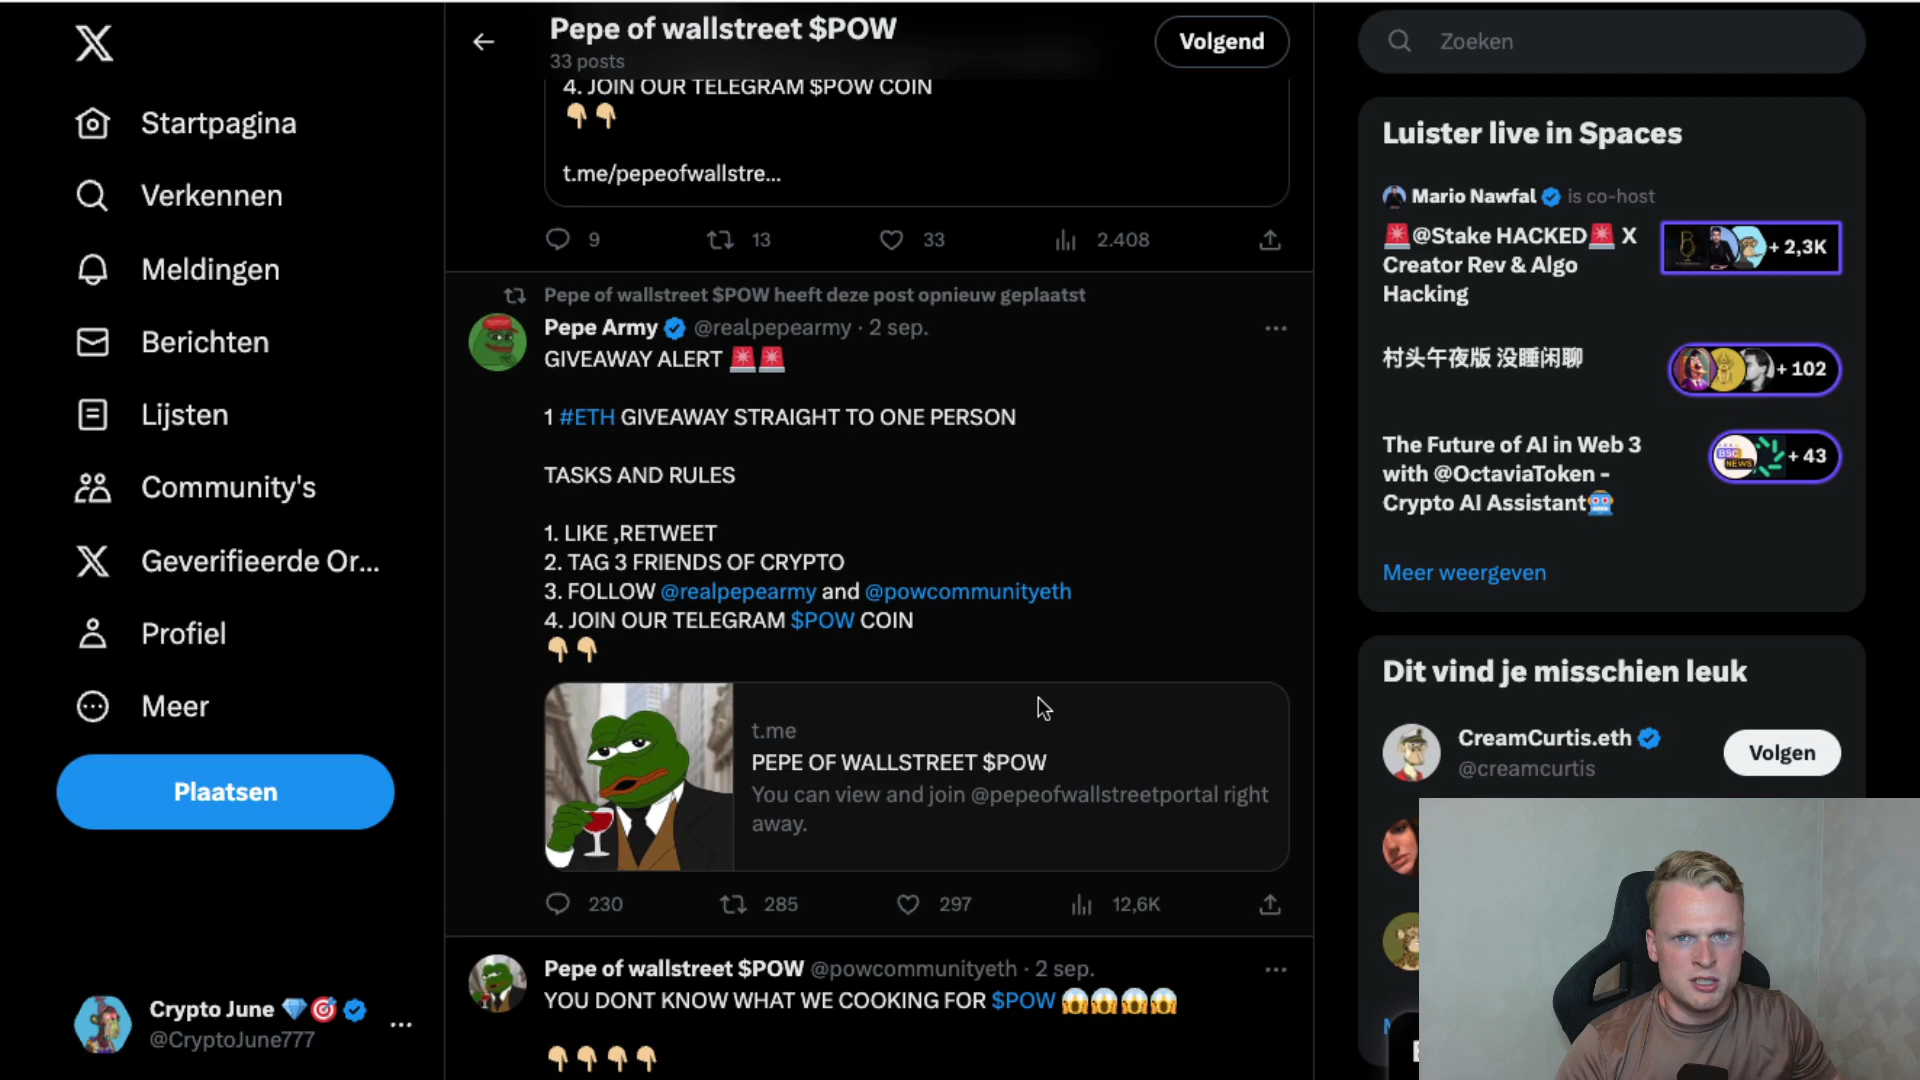 Startpagina
Verkennen
Meldingen
Berichten
Lijsten
Community's
Geverifieerde Or...
Profiel
Meer
Plaatsen
Crypto June
@CryptoJune777
...
Pepe of wallstreet $POW
33 posts
Volgend
4. JOIN OUR TELEGRAM $POW COIN
👇🏼👇🏼
t.me/pepeofwallstre...
9 13 33 2.408
Pepe of wallstreet $POW heeft deze post opnieuw geplaatst
Pepe Army @realpepearmy · 2 sep.
GIVEAWAY ALERT 🚨🚨
1 #ETH GIVEAWAY STRAIGHT TO ONE PERSON
TASKS AND RULES
1. LIKE ,RETWEET
2. TAG 3 FRIENDS OF CRYPTO
3. FOLLOW @realpepearmy and @powcommunityeth
4. JOIN OUR TELEGRAM $POW COIN
👇🏼👇🏼
t.me
PEPE OF WALLSTREET $POW
You can view and join @pepeofwallstreetportal right
away.
230 285 297 12,6K
Pepe of wallstreet $POW @powcommunityeth · 2 sep.
YOU DONT KNOW WHAT WE COOKING FOR $POW 😱😱😱😱
👇🏼👇🏼👇🏼👇🏼
Zoeken
Luister live in Spaces
Mario Nawfal is co-host
🚨@Stake HACKED🚨 X
Creator Rev & Algo
Hacking
+ 2,3K
村头午夜版 没睡闲聊
+ 102
The Future of AI in Web 3
with @OctaviaToken -
Crypto AI Assistant🤖
BSC
NEWS
+ 43
Meer weergeven
Dit vind je misschien leuk
CreamCurtis.eth
@creamcurtis
Volgen